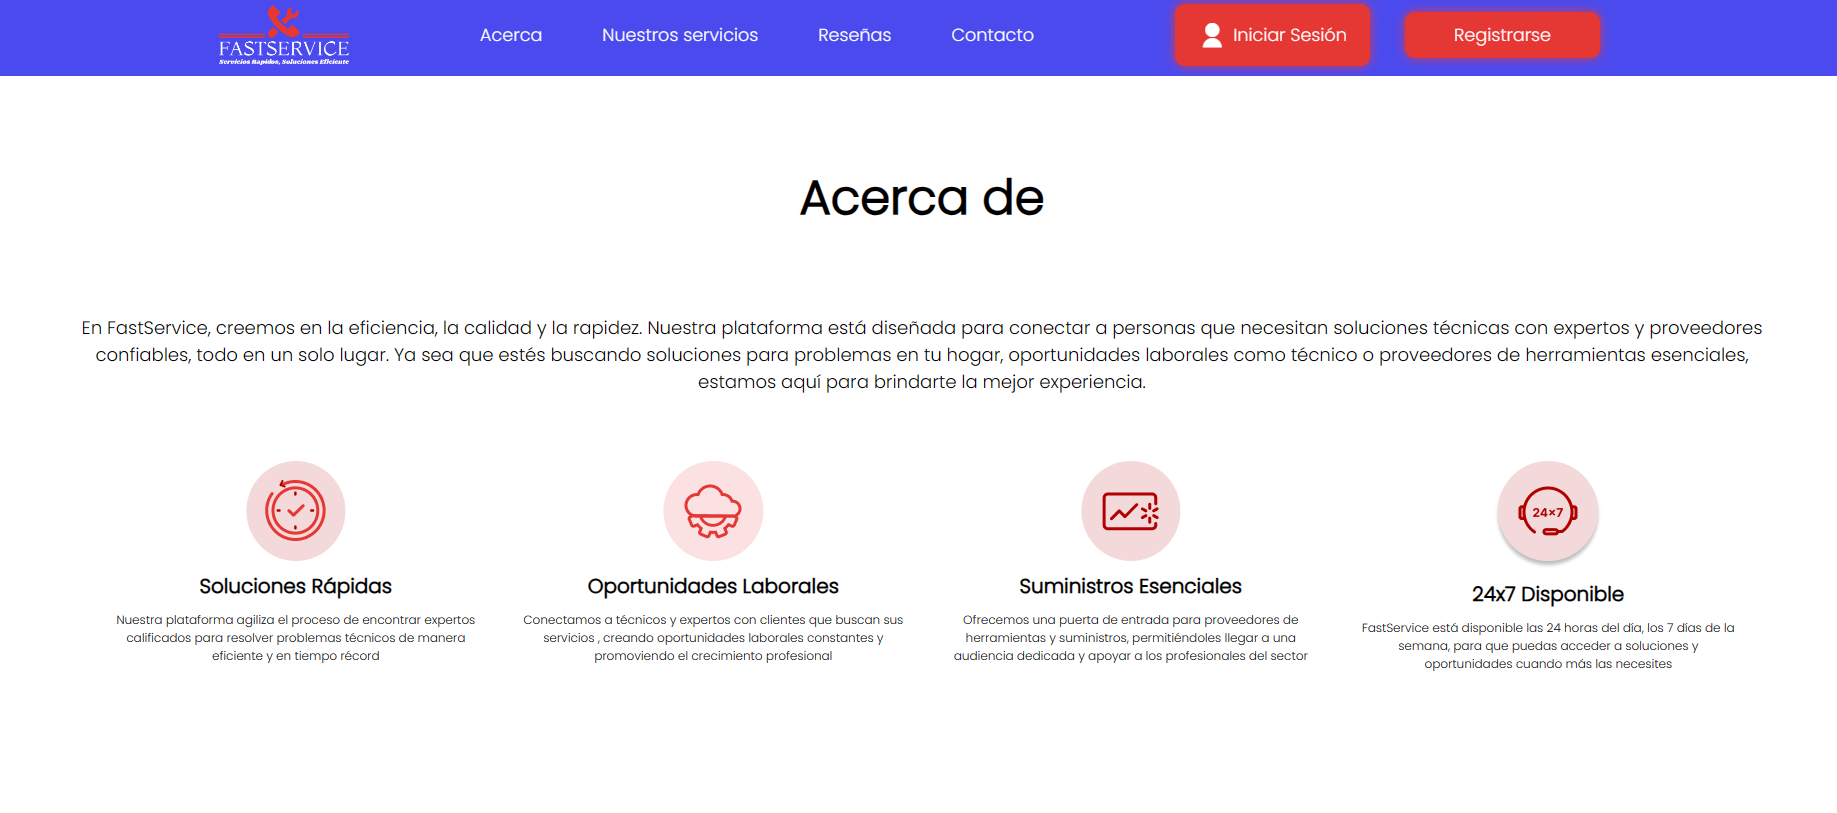 FASTSERVICE
Servicios Rapidos, Soluciones Eficiente
Acerca
Nuestros servicios
Reseñas
Contacto
Iniciar Sesión
Registrarse
Acerca de
En FastService, creemos en la eficiencia, la calidad y la rapidez. Nuestra plataforma está diseñada para conectar a personas que necesitan soluciones técnicas con expertos y proveedores
confiables, todo en un solo lugar. Ya sea que estés buscando soluciones para problemas en tu hogar, oportunidades laborales como técnico o proveedores de herramientas esenciales,
estamos aquí para brindarte la mejor experiencia.
Soluciones Rápidas
Nuestra plataforma agiliza el proceso de encontrar expertos
calificados para resolver problemas técnicos de manera
eficiente y en tiempo récord
Oportunidades Laborales
Conectamos a técnicos y expertos con clientes que buscan sus
servicios , creando oportunidades laborales constantes y
promoviendo el crecimiento profesional
Suministros Esenciales
Ofrecemos una puerta de entrada para proveedores de
herramientas y suministros, permitiéndoles llegar a una
audiencia dedicada y apoyar a los profesionales del sector
24×7
24x7 Disponible
FastService está disponible las 24 horas del día, los 7 días de la
semana, para que puedas acceder a soluciones y
oportunidades cuando más las necesites